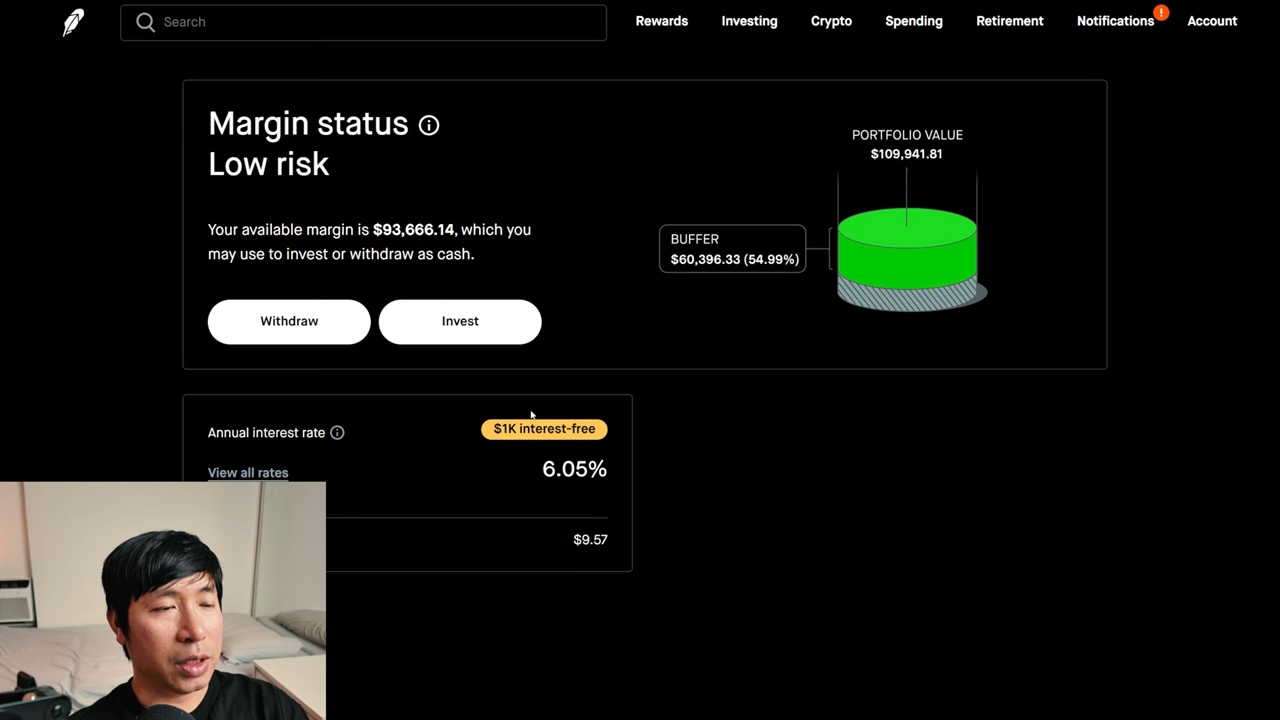 Search
Rewards
Investing
Crypto
Spending
Retirement
Notifications
!
Account
Margin status
Low risk
Your available margin is $93,666.14, which you
may use to invest or withdraw as cash.
Withdraw
Invest
PORTFOLIO VALUE
$109,941.81
BUFFER
$60,396.33 (54.99%)
Annual interest rate
$1K interest-free
View all rates
6.05%
$9.57